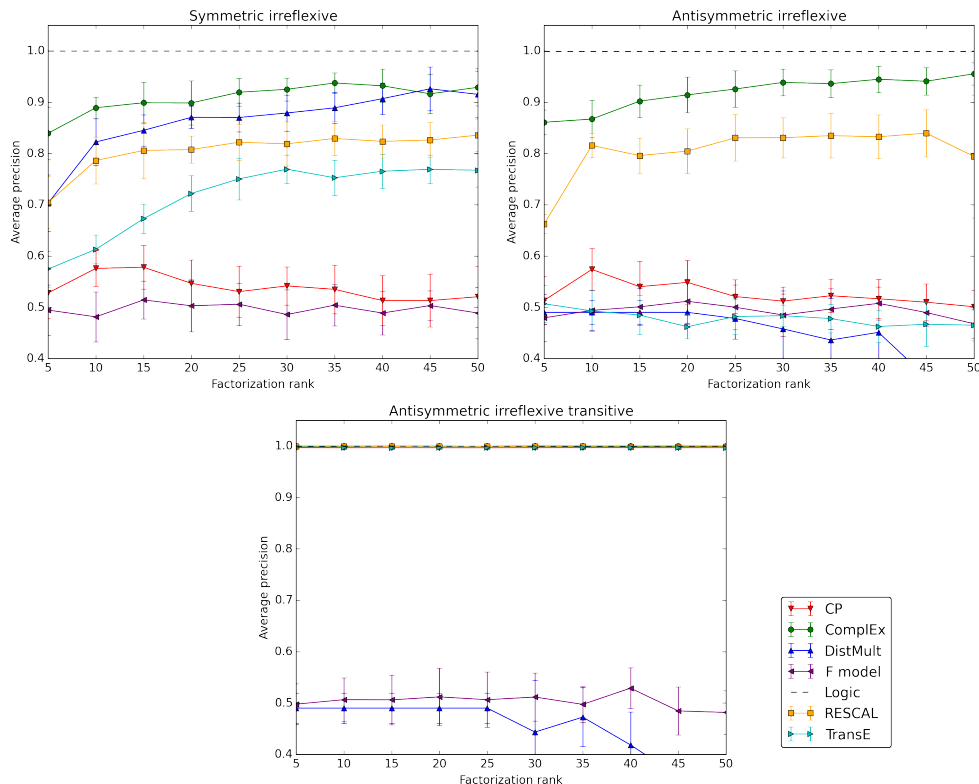 Symmetric irreflexive
Average precision
1.0
0.9
0.8
0.7
0.6
0.5
0.4
5 10 15 20 25 30 35 40 45 50
Factorization rank
Antisymmetric irreflexive
Average precision
1.0
0.9
0.8
0.7
0.6
0.5
0.4
5 10 15 20 25 30 35 40 45 50
Factorization rank
Antisymmetric irreflexive transitive
Average precision
1.0
0.9
0.8
0.7
0.6
0.5
0.4
5 10 15 20 25 30 35 40 45 50
Factorization rank
CP
ComplEx
DistMult
F model
Logic
RESCAL
TransE